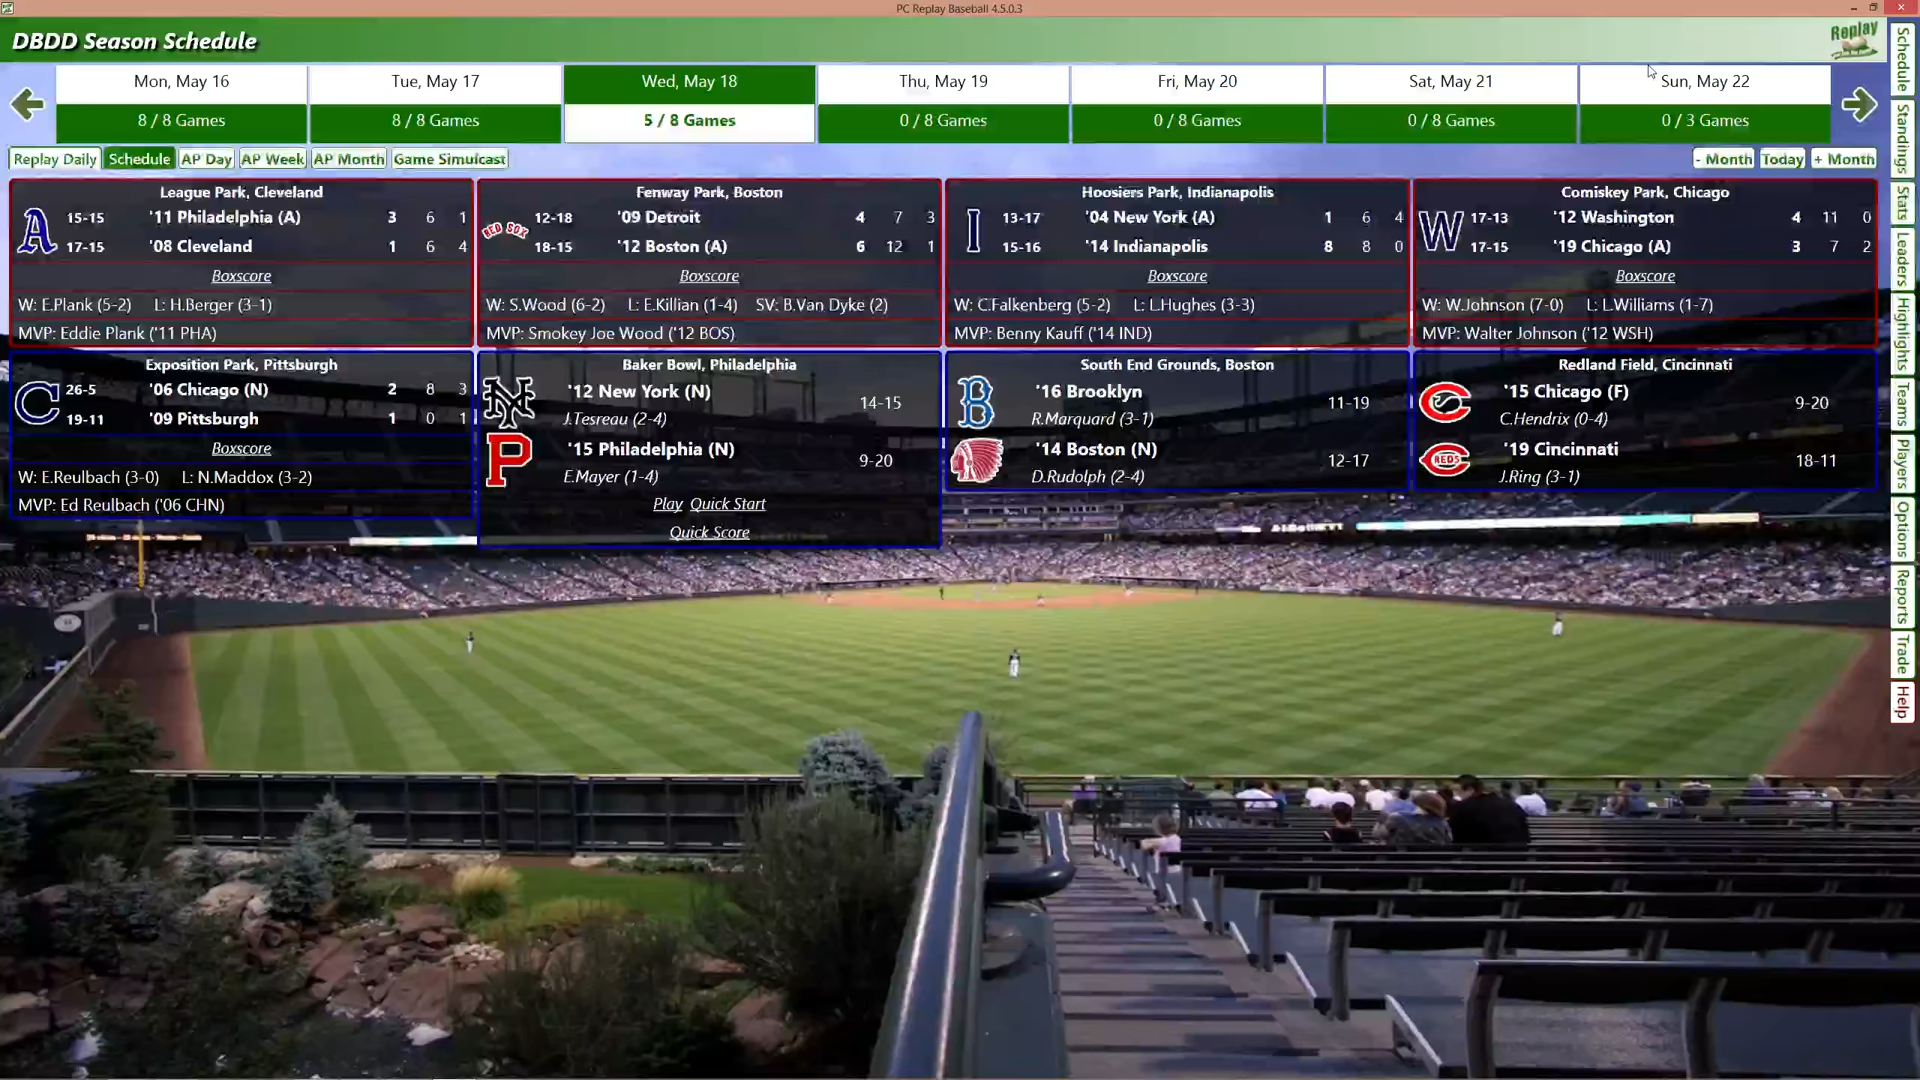 PC Replay Baseball 4.5.0.3
DBDD Season Schedule
Replay
Mon, May 16
Tue, May 17
Wed, May 18
Thu, May 19
Fri, May 20
Sat, May 21
Sun, May 22
8 / 8 Games
8 / 8 Games
5 / 8 Games
0 / 8 Games
0 / 8 Games
0 / 8 Games
0 / 3 Games
Replay Daily
Schedule
AP Day
AP Week
AP Month
Game Simulcast
- Month
Today
+ Month
League Park, Cleveland
A
15-15 '11 Philadelphia (A) 3 6 1
17-15 '08 Cleveland 1 6 4
Boxscore
W: E.Plank (5-2) L: H.Berger (3-1)
MVP: Eddie Plank ('11 PHA)
Fenway Park, Boston
RED SOX
12-18 '09 Detroit 4 7 3
18-15 '12 Boston (A) 6 12 1
Boxscore
W: S.Wood (6-2) L: E.Killian (1-4) SV: B.Van Dyke (2)
MVP: Smokey Joe Wood ('12 BOS)
Hoosiers Park, Indianapolis
I
13-17 '04 New York (A) 1 6 4
15-16 '14 Indianapolis 8 8 0
Boxscore
W: C.Falkenberg (5-2) L: L.Hughes (3-3)
MVP: Benny Kauff ('14 IND)
Comiskey Park, Chicago
W
17-13 '12 Washington 4 11 0
17-15 '19 Chicago (A) 3 7 2
Boxscore
W: W.Johnson (7-0) L: L.Williams (1-7)
MVP: Walter Johnson ('12 WSH)
Exposition Park, Pittsburgh
C
26-5 '06 Chicago (N) 2 8 3
19-11 '09 Pittsburgh 1 0 1
Boxscore
W: E.Reulbach (3-0) L: N.Maddox (3-2)
MVP: Ed Reulbach ('06 CHN)
Baker Bowl, Philadelphia
NY
'12 New York (N) 14-15
J.Tesreau (2-4)
P
'15 Philadelphia (N) 9-20
E.Mayer (1-4)
Play Quick Start
Quick Score
South End Grounds, Boston
B
'16 Brooklyn 11-19
R.Marquard (3-1)
'14 Boston (N) 12-17
D.Rudolph (2-4)
Redland Field, Cincinnati
C
'15 Chicago (F) 9-20
C.Hendrix (0-4)
REDS
'19 Cincinnati 18-11
J.Ring (3-1)
Schedule
Standings
Stats
Leaders
Highlights
Teams
Players
Options
Reports
Trade
Help